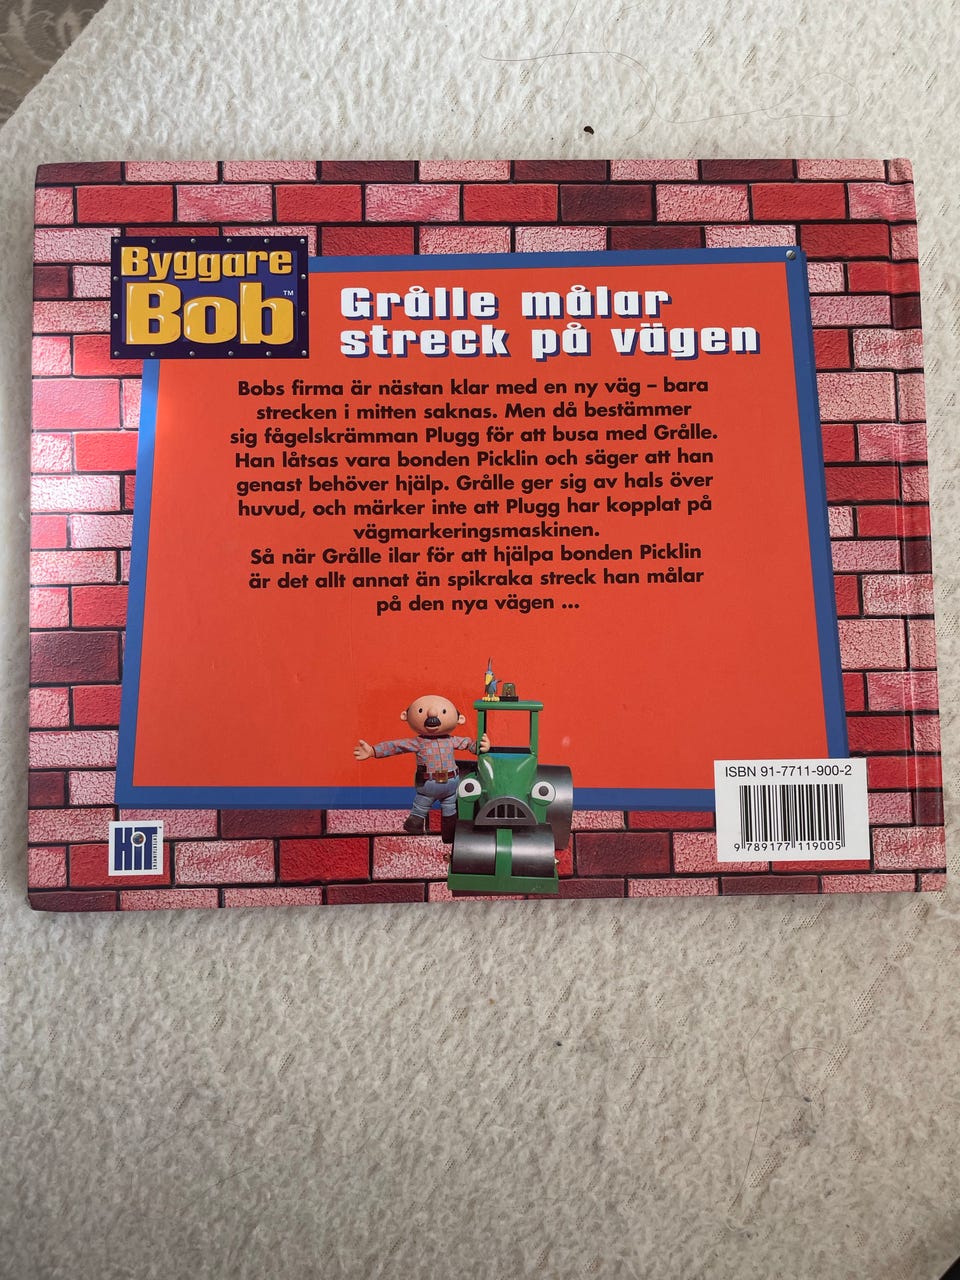 Byggare
Bob™
Grålle målar
streck på vägen
Bobs firma är nästan klar med en ny väg – bara
strecken i mitten saknas. Men då bestämmer
sig fågelskrämman Plugg för att busa med Grålle.
Han låtsas vara bonden Picklin och säger att han
genast behöver hjälp. Grålle ger sig av hals över
huvud, och märker inte att Plugg har kopplat på
vägmarkeringsmaskinen.
Så när Grålle ilar för att hjälpa bonden Picklin
är det allt annat än spikraka streck han målar
på den nya vägen ...
HiT
ENTERTAINMENT
ISBN 91-7711-900-2
9 789177 119005